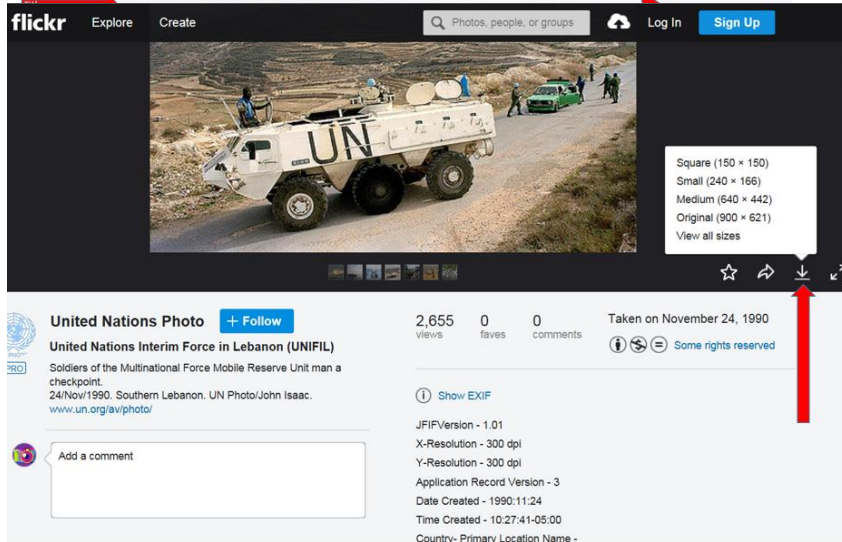 flickr Explore Create Photos, people, or groups Log In Sign Up
UN
Square (150 × 150)
Small (240 × 166)
Medium (640 × 442)
Original (900 × 621)
View all sizes
United Nations Photo + Follow
United Nations Interim Force in Lebanon (UNIFIL)
Soldiers of the Multinational Force Mobile Reserve Unit man a
checkpoint.
24/Nov/1990. Southern Lebanon. UN Photo/John Isaac.
www.un.org/av/photo/
PRO
Add a comment
2,655 0 0
views faves comments
Taken on November 24, 1990
Some rights reserved
Show EXIF
JFIFVersion - 1.01
X-Resolution - 300 dpi
Y-Resolution - 300 dpi
Application Record Version - 3
Date Created - 1990:11:24
Time Created - 10:27:41-05:00
Country- Primary Location Name -